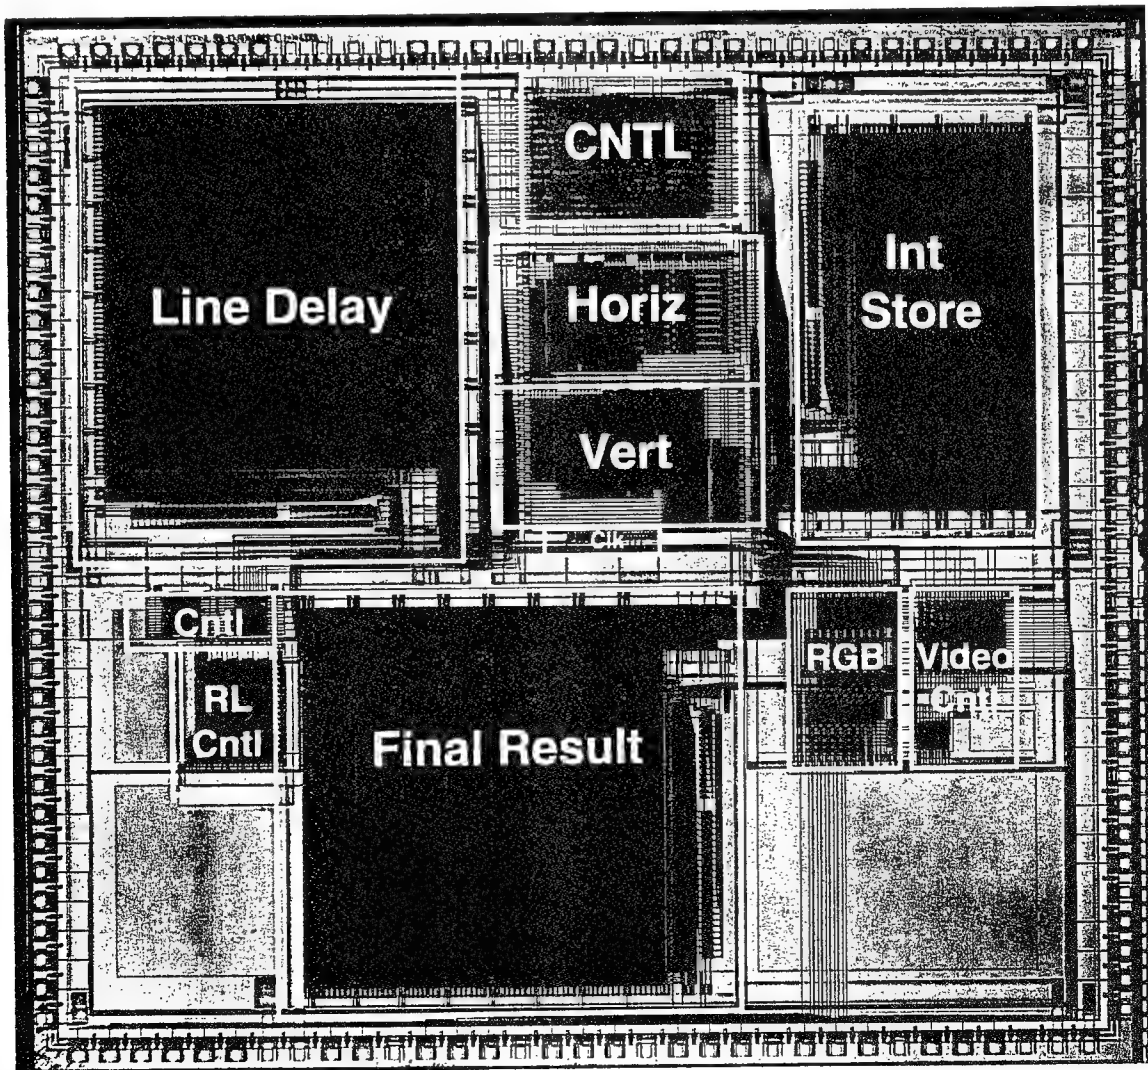 CNTL
Line Delay
Horiz
Int
Store
Vert
Clk
Cntl
RL
Cntl
Final Result
RGB
Video
Cntl